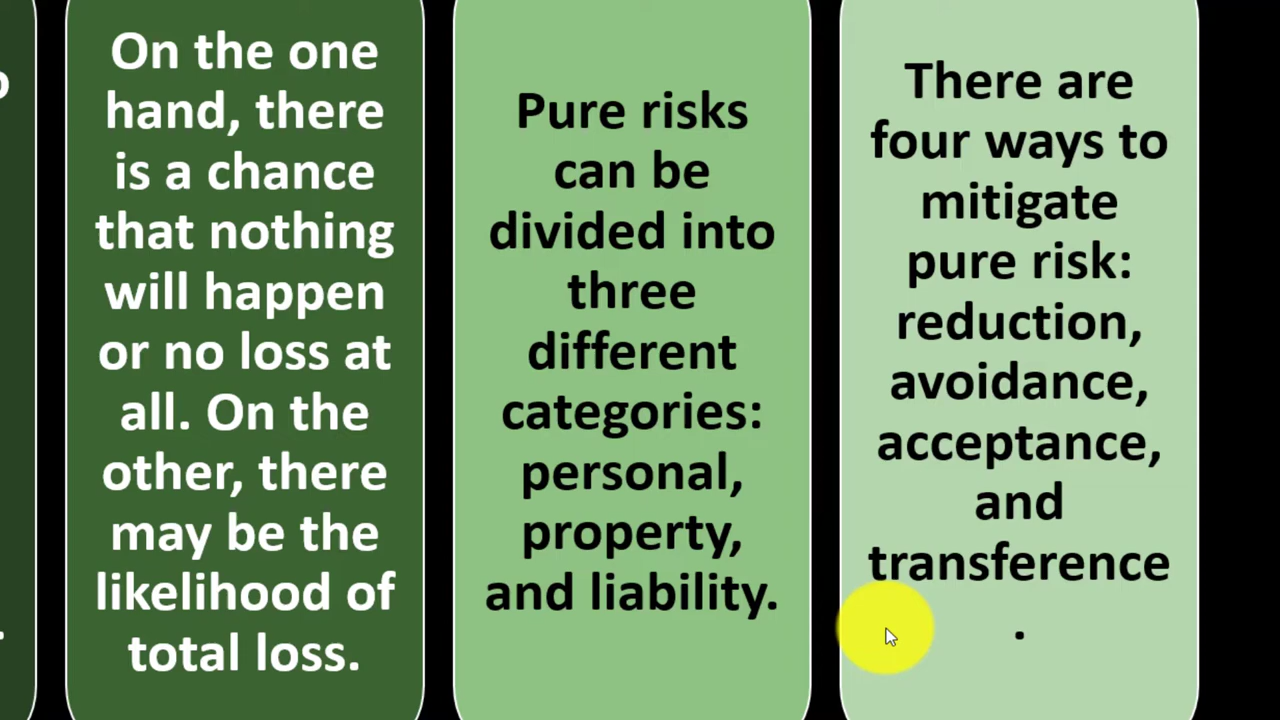 On the one
hand, there
is a chance
that nothing
will happen
or no loss at
all. On the
other, there
may be the
likelihood of
total loss.
Pure risks
can be
divided into
three
different
categories:
personal,
property,
and liability.
There are
four ways to
mitigate
pure risk:
reduction,
avoidance,
acceptance,
and
transference
.